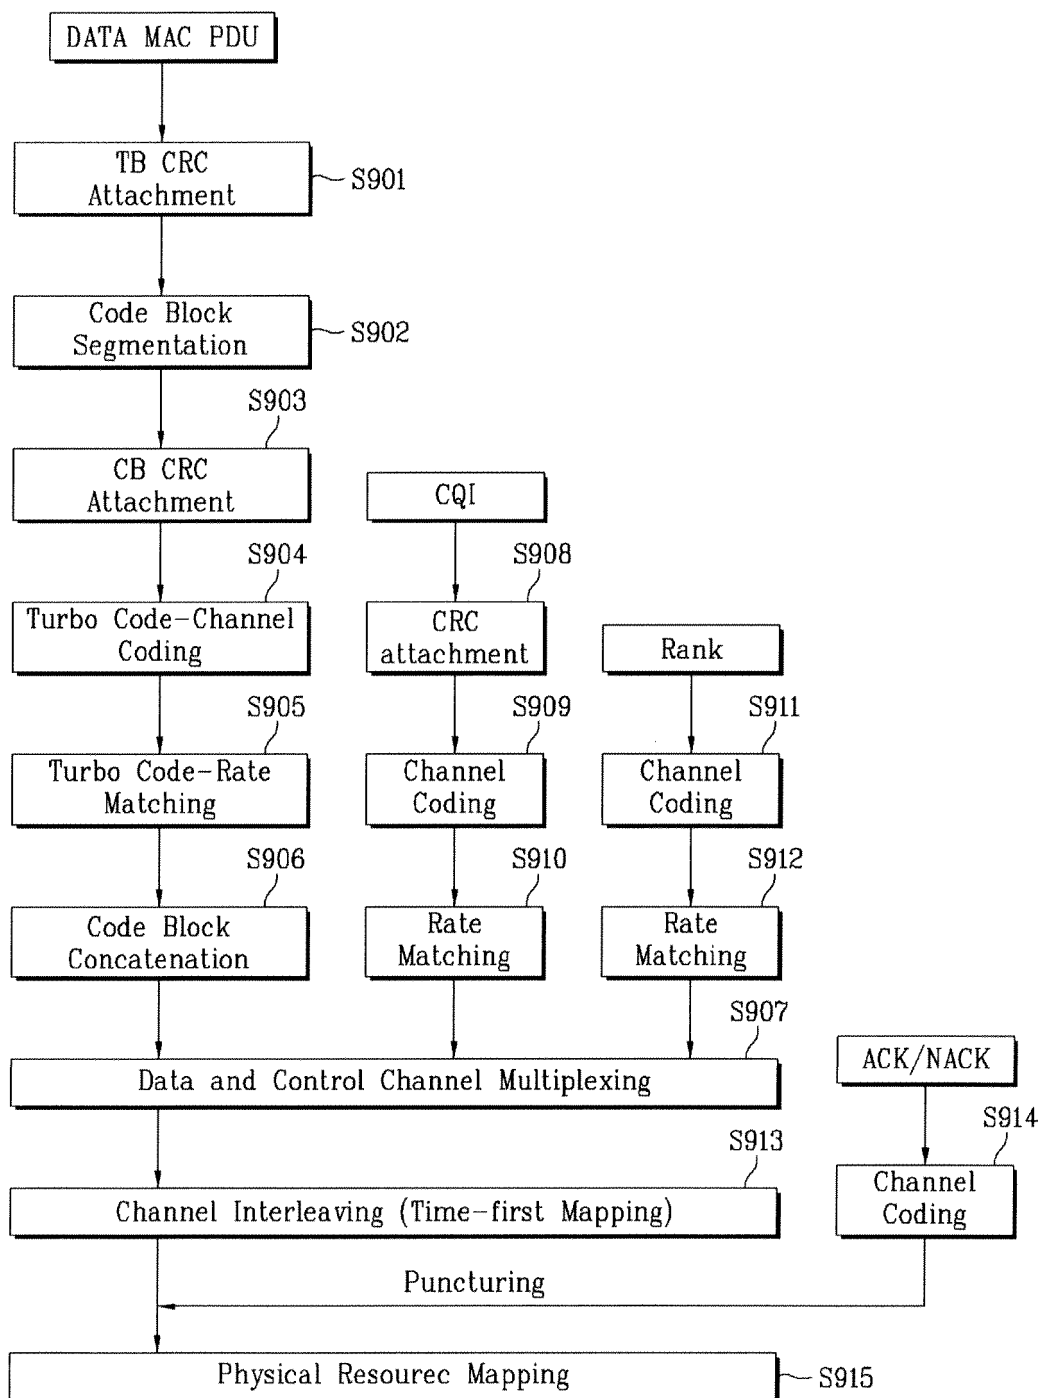 DATA MAC PDU
TB CRC
Attachment
S901
Code Block
Segmentation
S902
S903
CB CRC
Attachment
CQI
S904
S908
Turbo Code-Channel
Coding
CRC
attachment
Rank
S905
S909
S911
Turbo Code-Rate
Matching
Channel
Coding
Channel
Coding
S906
S910
S912
Code Block
Concatenation
Rate
Matching
Rate
Matching
S907
Data and Control Channel Multiplexing
ACK/NACK
S914
S913
Channel Interleaving (Time-first Mapping)
Channel
Coding
Puncturing
Physical Resourec Mapping
S915